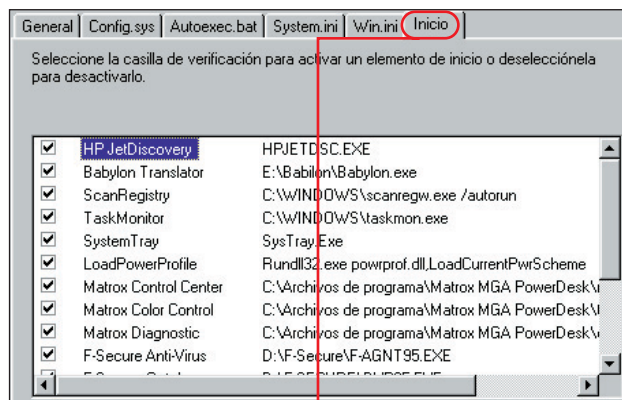 General Config.sys Autoexec.bat System.ini Win.ini Inicio
Seleccione la casilla de verificación para activar un elemento de inicio o deselecciónela
para desactivarlo.
HP JetDiscovery HPJETDSC.EXE
Babylon Translator E:\Babilon\Babylon.exe
ScanRegistry C:\WINDOWS\scanregw.exe /autorun
TaskMonitor C:\WINDOWS\taskmon.exe
SystemTray SysTray.Exe
LoadPowerProfile Rundll32.exe powrprof.dll,LoadCurrentPwrScheme
Matrox Control Center C:\Archivos de programa\Matrox MGA PowerDesk\
Matrox Color Control C:\Archivos de programa\Matrox MGA PowerDesk\
Matrox Diagnostic C:\Archivos de programa\Matrox MGA PowerDesk\
F-Secure Anti-Virus D:\F-Secure\F-AGNT95.EXE